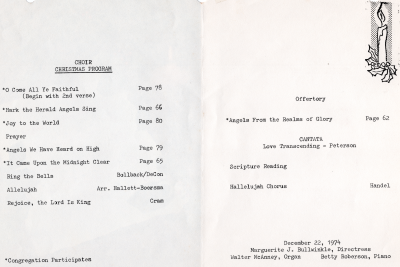 CHOIR
CHRISTMAS PROGRAM
*O Come All Ye Faithful Page 78
(Begin with 2nd verse)
*Hark the Herald Angels Sing Page 66
*Joy to the World Page 80
Prayer
*Angels We Have Heard on High Page 79
*It Came Upon the Midnight Clear Page 65
Ring the Bells Bullback/DeCon
Allelujah Arr. Hallett-Boersma
Rejoice, the Lord Is King Cram
*Congregation Participates
Offertory
*Angels From the Realms of Glory Page 62
CANTATA
Love Transcending - Peterson
Scripture Reading
Hallelujah Chorus Handel
December 22, 1974
Marguerite J. Bullwinkle, Directress
Walter McAnney, Organ Betty Roberson, Piano